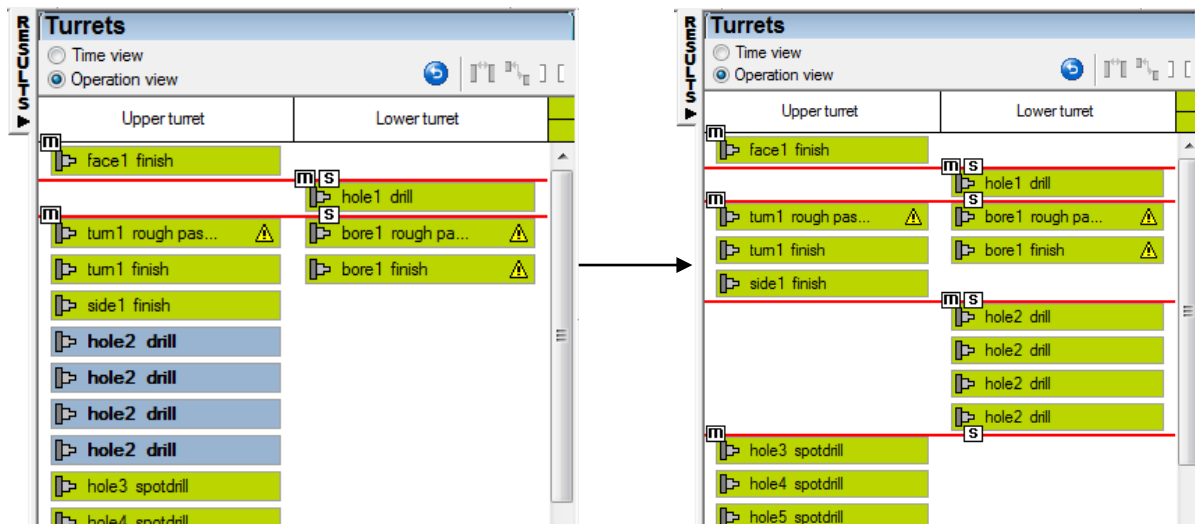 RESULTS
Turrets
Time view
Operation view
Upper turret Lower turret
m
face1 finish
m s
hole1 drill
m s
turn1 rough pas... bore1 rough pa...
turn1 finish bore1 finish
side1 finish
hole2 drill
hole2 drill
hole2 drill
hole2 drill
hole3 spotdrill
hole4 spotdrill
RESULTS
Turrets
Time view
Operation view
Upper turret Lower turret
m
face1 finish
m s
hole1 drill
m s
turn1 rough pas... bore1 rough pa...
turn1 finish bore1 finish
side1 finish
m s
hole2 drill
hole2 drill
hole2 drill
hole2 drill
m s
hole3 spotdrill
hole4 spotdrill
hole5 spotdrill